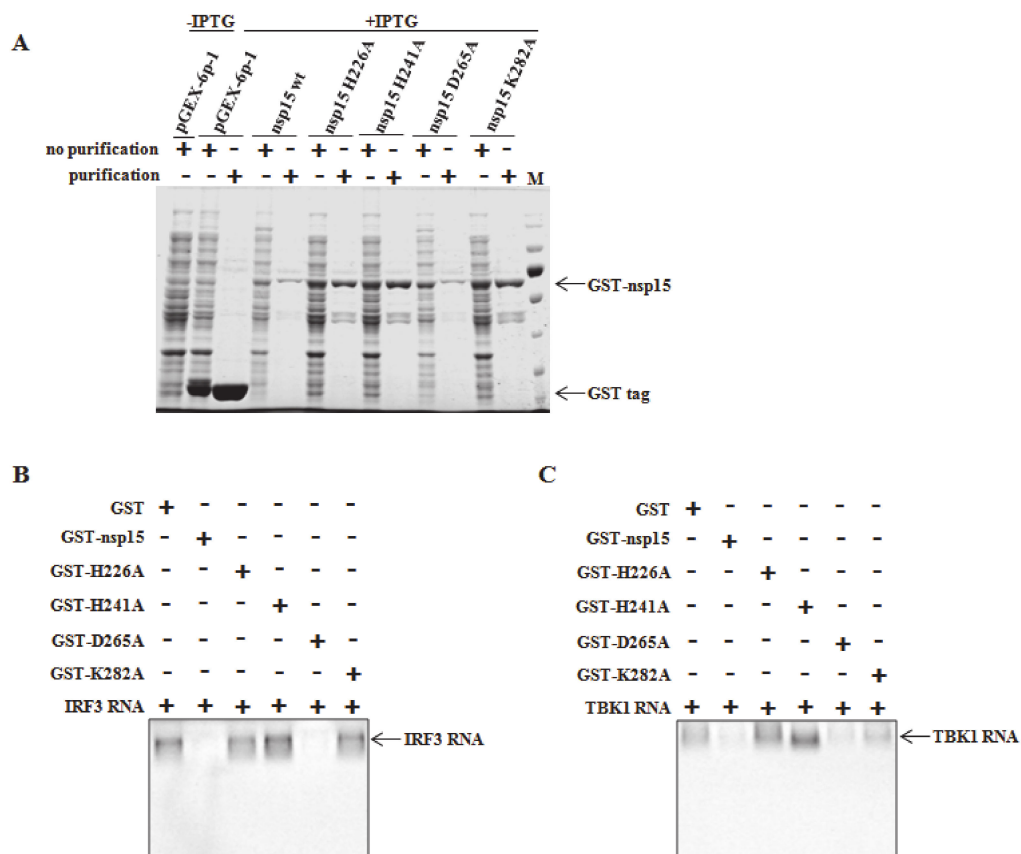 A
-IPTG +IPTG
pGEX-6p-1 pGEX-6p-1 nsp15 wt nsp15 H226A nsp15 H241A nsp15 D265A nsp15 K282A
no purification + + - + - + - + - + - + -
purification - - + - + - + - + - + - + M
GST-nsp15
GST tag
B
GST + - - - - -
GST-nsp15 - + - - - -
GST-H226A - - + - - -
GST-H241A - - - + - -
GST-D265A - - - - + -
GST-K282A - - - - - +
IRF3 RNA + + + + + +
IRF3 RNA
C
GST + - - - - -
GST-nsp15 - + - - - -
GST-H226A - - + - - -
GST-H241A - - - + - -
GST-D265A - - - - + -
GST-K282A - - - - - +
TBK1 RNA + + + + + +
TBK1 RNA